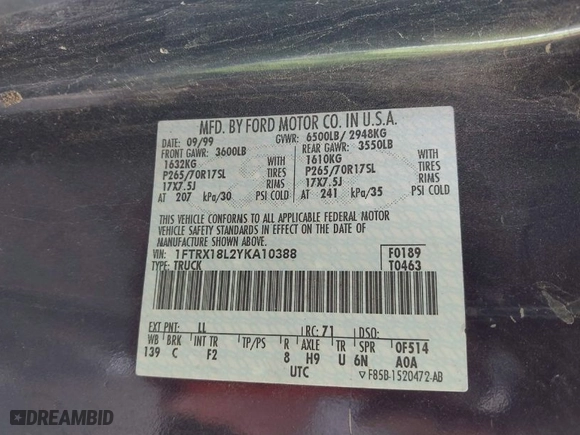 MFD. BY FORD MOTOR CO. IN U.S.A.
DATE: 09/99 GVWR: 6500LB/ 2948KG
FRONT GAWR: 3600LB REAR GAWR: 3550LB
1632KG 1610KG
P265/70R17SL TIRES P265/70R17SL TIRES
17X7.5J RIMS 17X7.5J RIMS
AT 207 kPa/30 PSI COLD AT 241 kPa/35 PSI COLD
THIS VEHICLE CONFORMS TO ALL APPLICABLE FEDERAL MOTOR
VEHICLE SAFETY STANDARDS IN EFFECT ON THE DATE OF
MANUFACTURE SHOWN ABOVE.
VIN: 1FTRX18L2YKA10388 F0189
TYPE: TRUCK T0463
EXT PNT: LL RC: 71 DSO:
WB BRK INT TR TP/PS R AXLE TR SPR 0F514
139 C F2 8 H9 U 6N A0A
UTC ▽ F85B-1520472-AB
DREAMBID